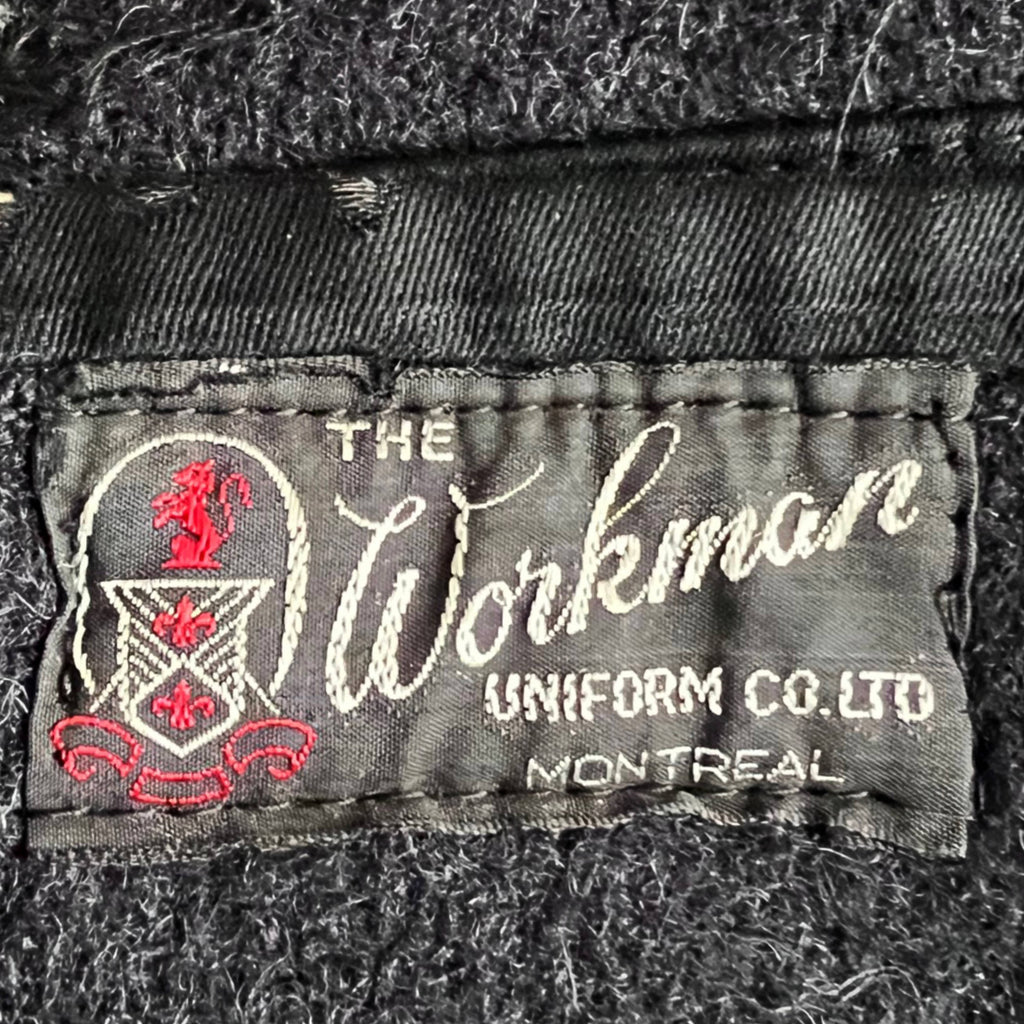 THE
Workman
UNIFORM CO. LTD
MONTREAL